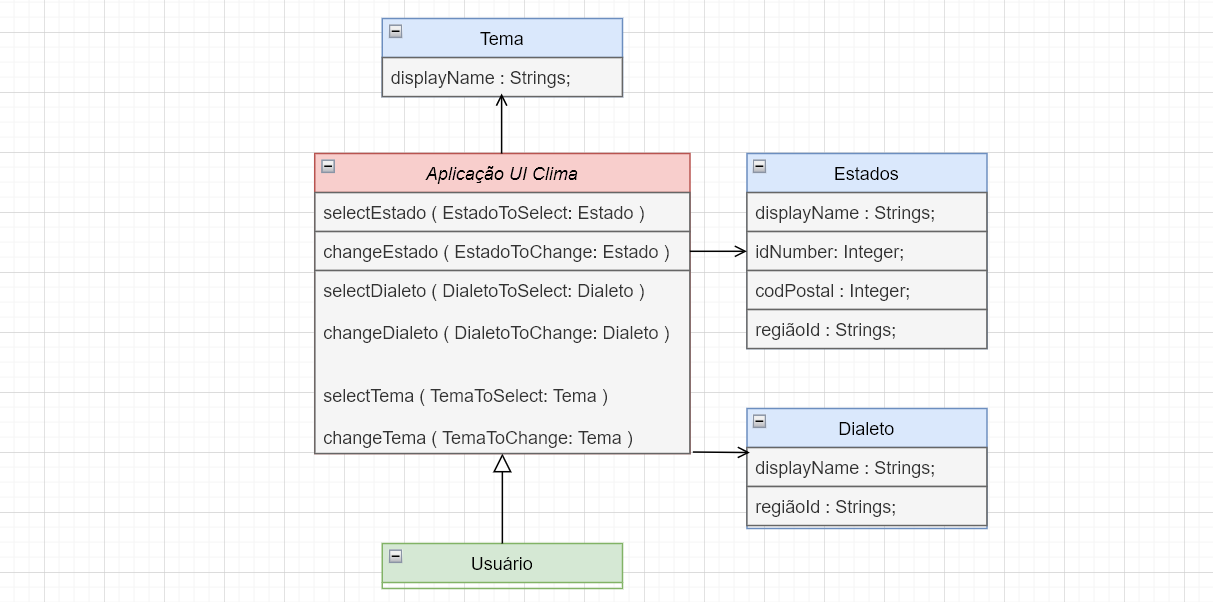 Tema
displayName : Strings;
Aplicação UI Clima
selectEstado ( EstadoToSelect: Estado )
changeEstado ( EstadoToChange: Estado )
selectDialeto ( DialetoToSelect: Dialeto )
changeDialeto ( DialetoToChange: Dialeto )
selectTema ( TemaToSelect: Tema )
changeTema ( TemaToChange: Tema )
Estados
displayName : Strings;
idNumber: Integer;
codPostal : Integer;
regiãoId : Strings;
Dialeto
displayName : Strings;
regiãoId : Strings;
Usuário